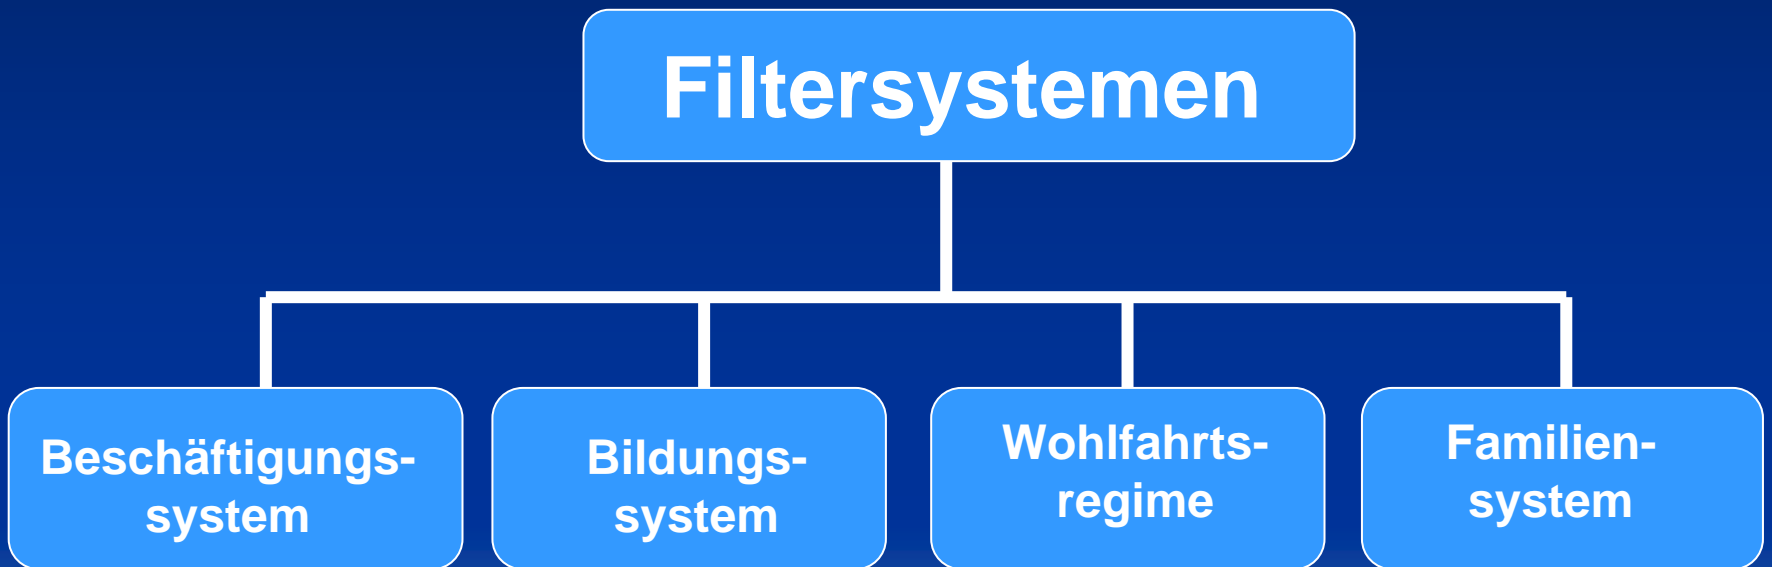 Filtersystemen
Beschäftigungs-
system
Bildungs-
system
Wohlfahrts-
regime
Familien-
system